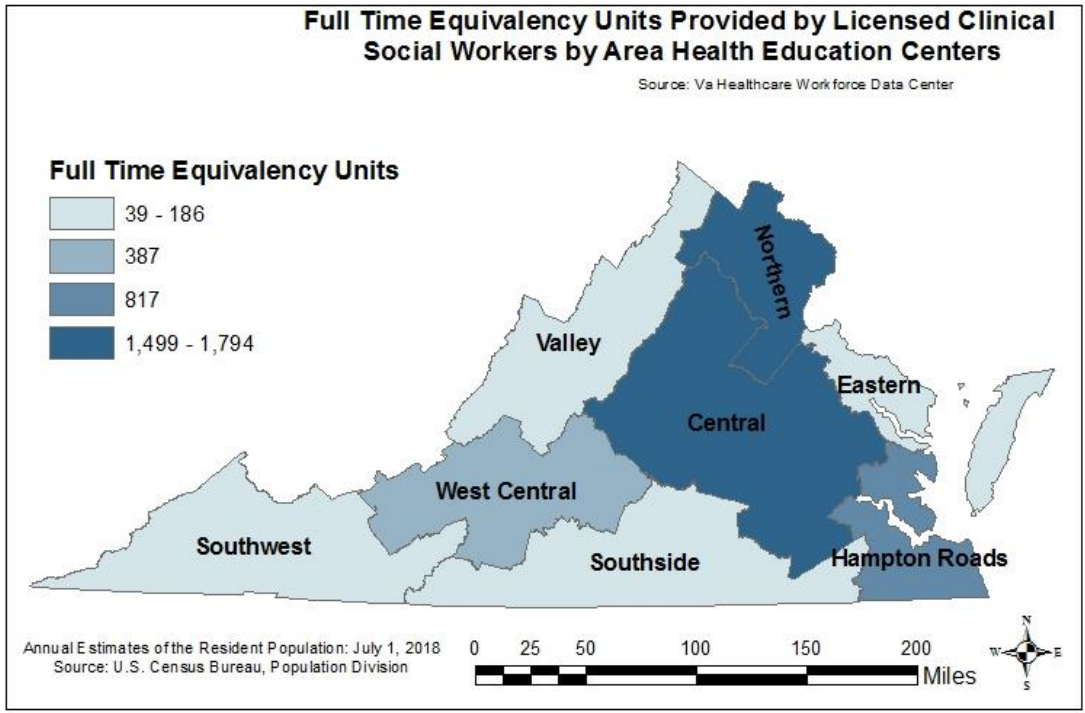 Full Time Equivalency Units Provided by Licensed Clinical
Social Workers by Area Health Education Centers
Source: Va Healthcare Workforce Data Center
Full Time Equivalency Units
39 - 186
387
817
1,499 - 1,794
Northern
Valley
Eastern
Central
West Central
Southwest
Southside
Hampton Roads
Annual Estimates of the Resident Population: July 1, 2018
Source: U.S. Census Bureau, Population Division
0 25 50 100 150 200
Miles
N
W E
S